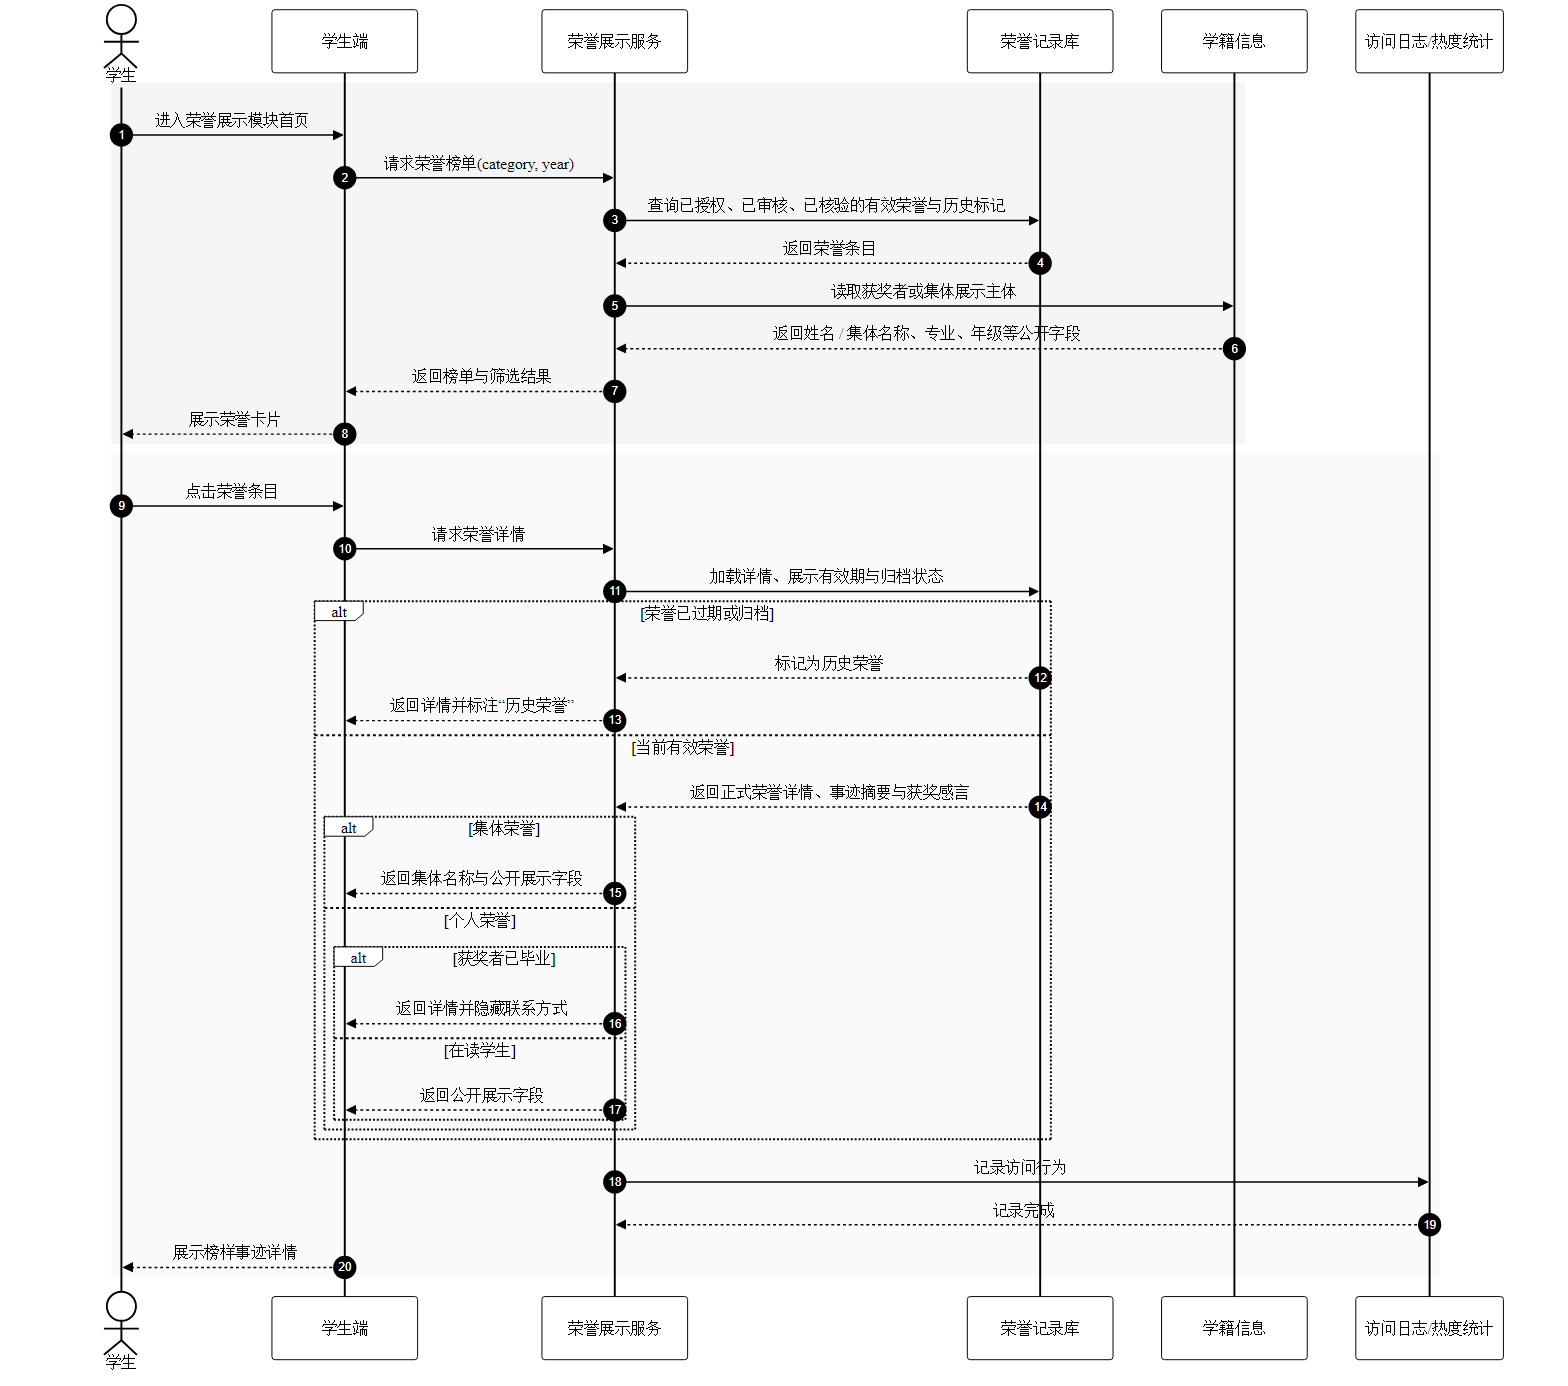 学生
学生端
荣誉展示服务
荣誉记录库
学籍信息
访问日志/热度统计
1
进入荣誉展示模块首页
2
请求荣誉榜单(category, year)
3
查询已授权、已审核、已核验的有效荣誉与历史标记
返回荣誉条目
4
5
读取获奖者或集体展示主体
返回姓名 / 集体名称、专业、年级等公开字段
6
返回榜单与筛选结果
7
展示荣誉卡片
8
9
点击荣誉条目
10
请求荣誉详情
11
加载详情、展示有效期与归档状态
alt
[荣誉已过期或归档]
标记为历史荣誉
12
返回详情并标注“历史荣誉”
13
[当前有效荣誉]
返回正式荣誉详情、事迹摘要与获奖感言
14
alt
[集体荣誉]
返回集体名称与公开展示字段
15
[个人荣誉]
alt
[获奖者已毕业]
返回详情并隐藏联系方式
16
[在读学生]
返回公开展示字段
17
18
记录访问行为
记录完成
19
展示榜样事迹详情
20
学生
学生端
荣誉展示服务
荣誉记录库
学籍信息
访问日志/热度统计